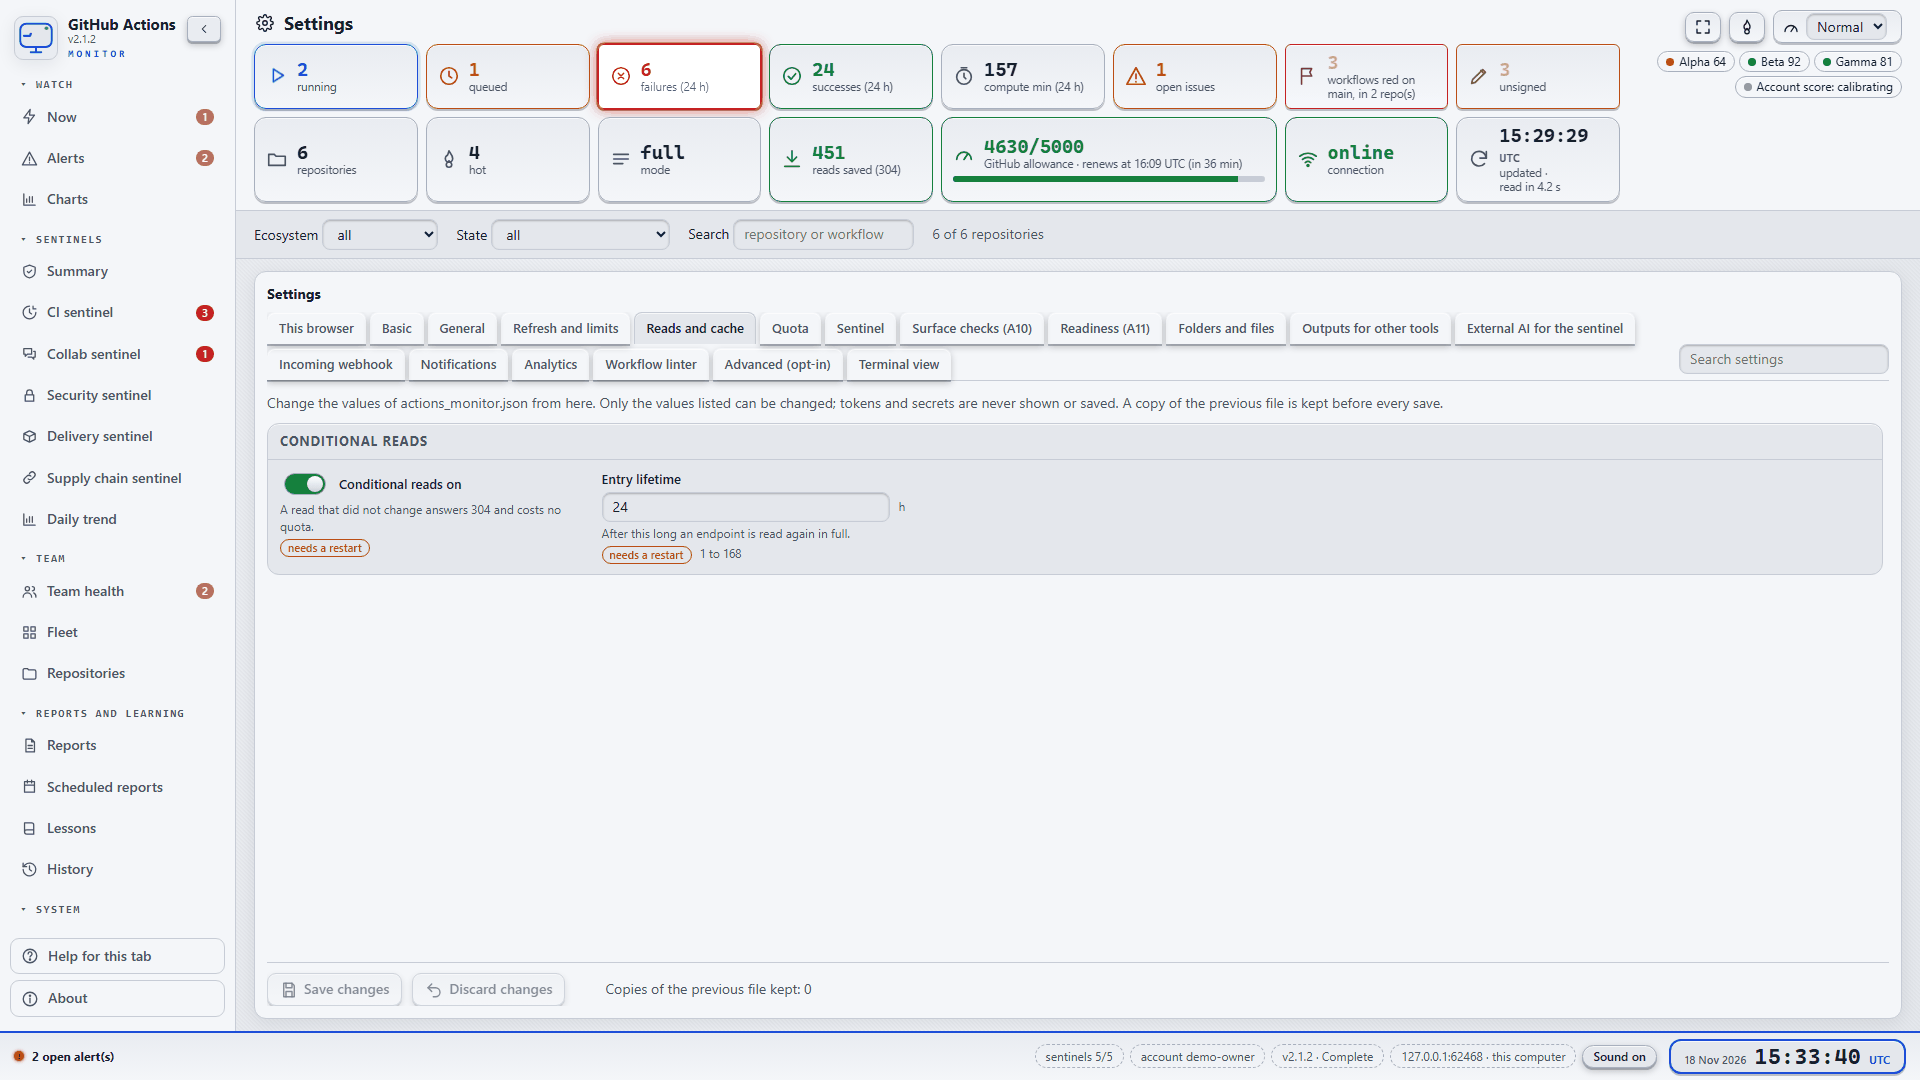 GitHub Actions
v2.1.2
MONITOR
WATCH
Now 1
Alerts 2
Charts
SENTINELS
Summary
CI sentinel 3
Collab sentinel 1
Security sentinel
Delivery sentinel
Supply chain sentinel
Daily trend
TEAM
Team health 2
Fleet
Repositories
REPORTS AND LEARNING
Reports
Scheduled reports
Lessons
History
SYSTEM
Help for this tab
About
Settings
2
running
1
queued
6
failures (24 h)
24
successes (24 h)
157
compute min (24 h)
1
open issues
3
workflows red on
main, in 2 repo(s)
3
unsigned
6
repositories
4
hot
full
mode
451
reads saved (304)
4630/5000
GitHub allowance · renews at 16:09 UTC (in 36 min)
online
connection
15:29:29
UTC
updated ·
read in 4.2 s
Normal
Alpha 64
Beta 92
Gamma 81
Account score: calibrating
Ecosystem all State all Search repository or workflow 6 of 6 repositories
Settings
This browser Basic General Refresh and limits Reads and cache Quota Sentinel Surface checks (A10) Readiness (A11) Folders and files Outputs for other tools External AI for the sentinel
Incoming webhook Notifications Analytics Workflow linter Advanced (opt-in) Terminal view
Search settings
Change the values of actions_monitor.json from here. Only the values listed can be changed; tokens and secrets are never shown or saved. A copy of the previous file is kept before every save.
CONDITIONAL READS
Conditional reads on
A read that did not change answers 304 and costs no
quota.
needs a restart
Entry lifetime
24 h
After this long an endpoint is read again in full.
needs a restart 1 to 168
Save changes
Discard changes
Copies of the previous file kept: 0
2 open alert(s)
sentinels 5/5
account demo-owner
v2.1.2 · Complete
127.0.0.1:62468 · this computer
Sound on
18 Nov 2026 15:33:40 UTC